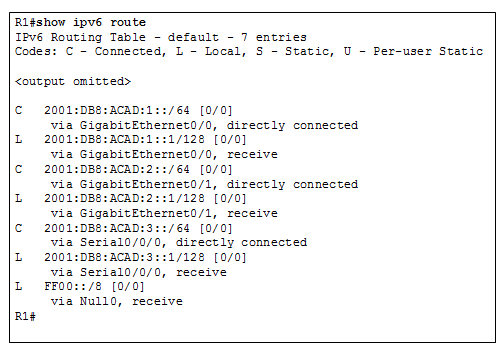 R1#show ipv6 route
IPv6 Routing Table - default - 7 entries
Codes: C - Connected, L - Local, S - Static, U - Per-user Static
<output omitted>
C   2001:DB8:ACAD:1::/64 [0/0]
     via GigabitEthernet0/0, directly connected
L   2001:DB8:ACAD:1::1/128 [0/0]
     via GigabitEthernet0/0, receive
C   2001:DB8:ACAD:2::/64 [0/0]
     via GigabitEthernet0/1, directly connected
L   2001:DB8:ACAD:2::1/128 [0/0]
     via GigabitEthernet0/1, receive
C   2001:DB8:ACAD:3::/64 [0/0]
     via Serial0/0/0, directly connected
L   2001:DB8:ACAD:3::1/128 [0/0]
     via Serial0/0/0, receive
L   FF00::/8 [0/0]
     via Null0, receive
R1#